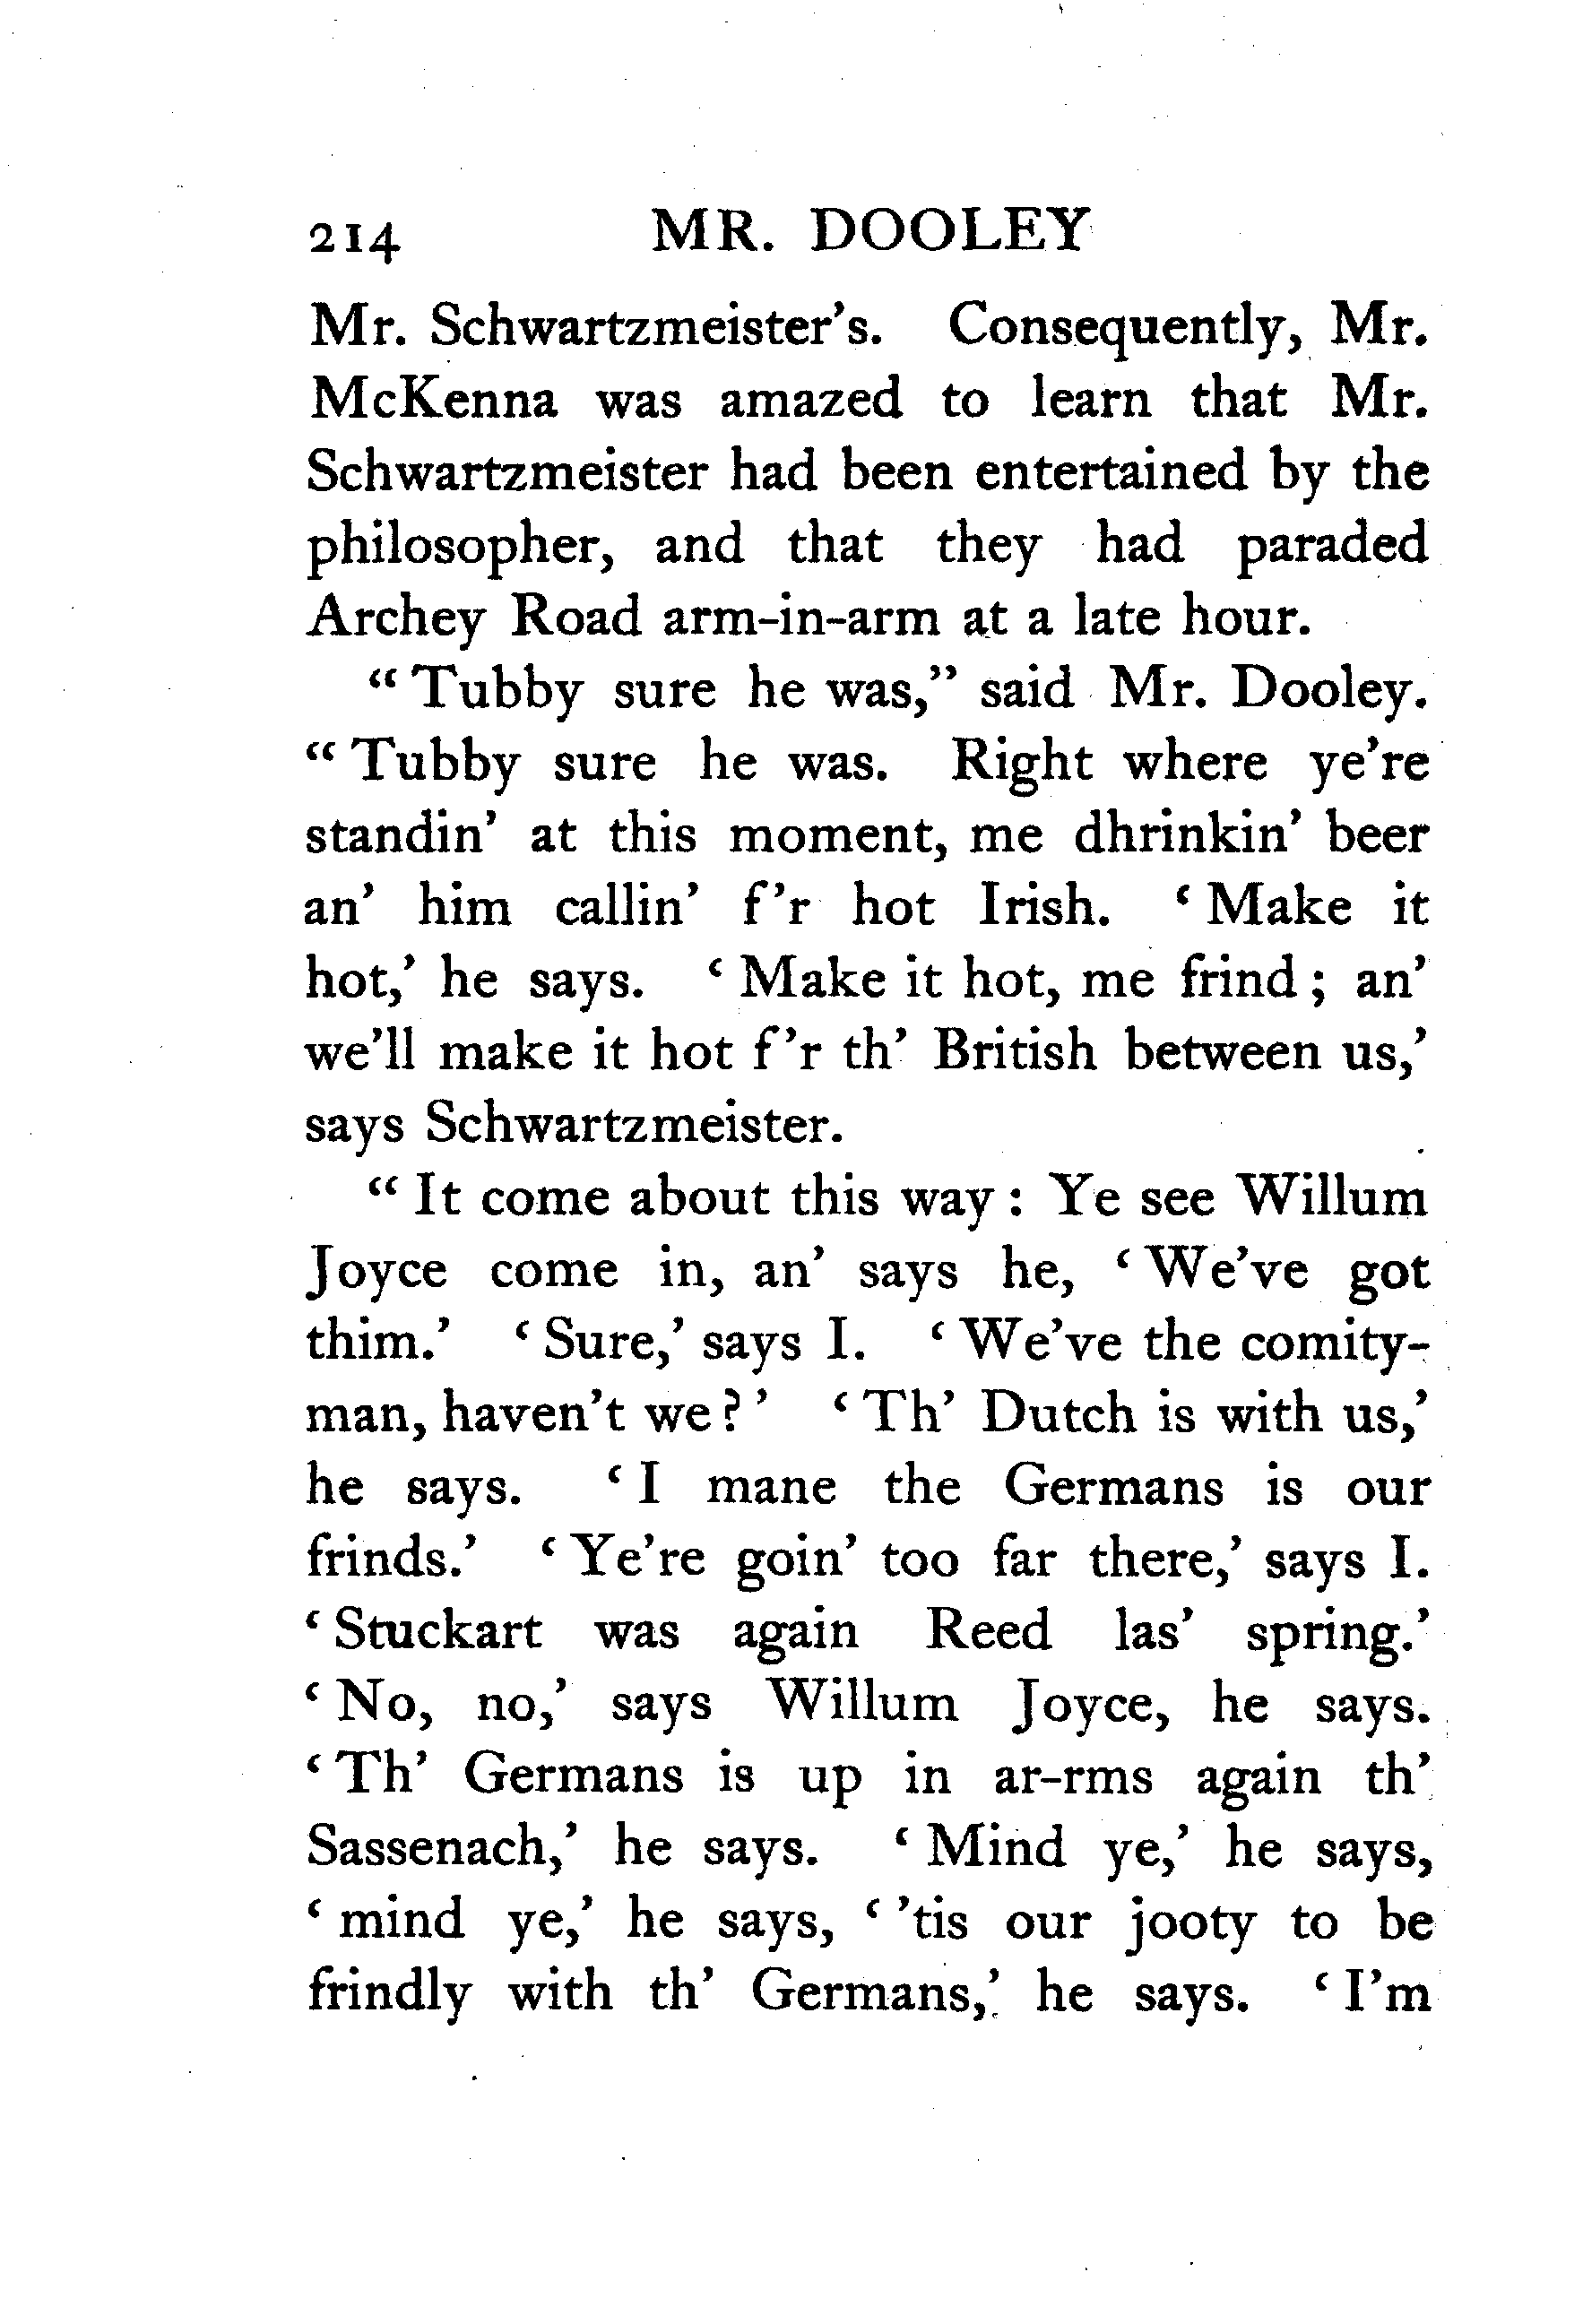 214 MR. DOOLEY
Mr. Schwartzmeister's. Consequently, Mr.
McKenna was amazed to learn that Mr.
Schwartzmeister had been entertained by the
philosopher, and that they had paraded
Archey Road arm-in-arm at a late hour.
“Tubby sure he was,” said Mr. Dooley.
“Tubby sure he was. Right where ye're
standin' at this moment, me dhrinkin' beer
an' him callin' f'r hot Irish. ‘Make it
hot,’ he says. ‘Make it hot, me frind; an'
we'll make it hot f'r th' British between us,’
says Schwartzmeister.
“It come about this way: Ye see Willum
Joyce come in, an' says he, ‘We've got
thim.’ ‘Sure,’ says I. ‘We've the comity-
man, haven't we?’ ‘Th' Dutch is with us,’
he says. ‘I mane the Germans is our
frinds.’ ‘Ye're goin' too far there,’ says I.
‘Stuckart was again Reed las' spring.’
‘No, no,’ says Willum Joyce, he says.
‘Th' Germans is up in ar-rms again th'
Sassenach,’ he says. ‘Mind ye,’ he says,
‘mind ye,’ he says, ‘'tis our jooty to be
frindly with th' Germans,’ he says. ‘I'm